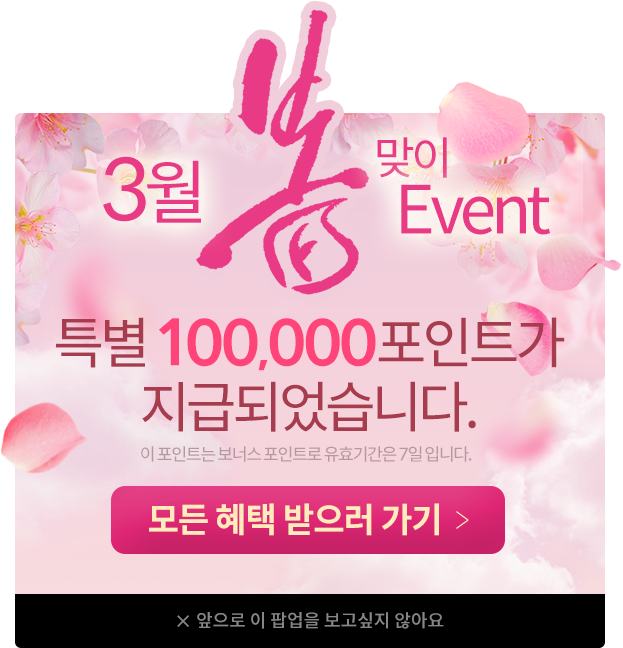 3월 봄 맞이
Event
특별 100,000포인트가
지급되었습니다.
이 포인트는 보너스 포인트로 유효기간은 7일 입니다.
모든 혜택 받으러 가기 >
× 앞으로 이 팝업을 보고싶지 않아요